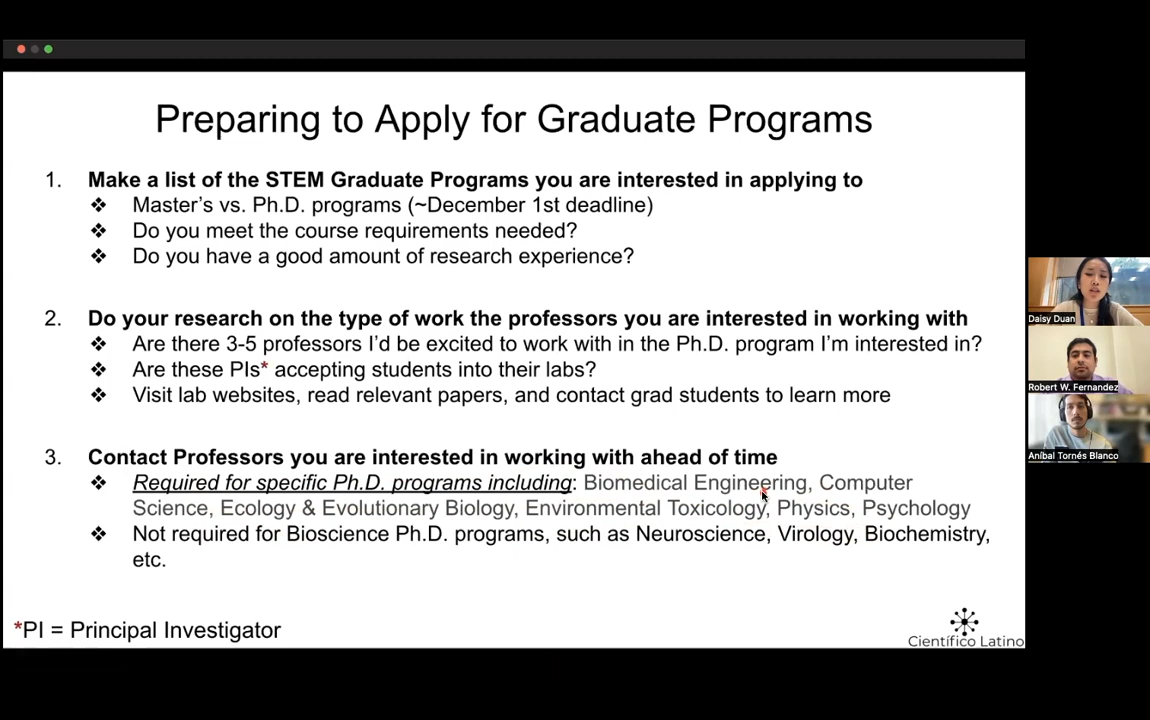 Preparing to Apply for Graduate Programs
1. Make a list of the STEM Graduate Programs you are interested in applying to
❖ Master's vs. Ph.D. programs (~December 1st deadline)
❖ Do you meet the course requirements needed?
❖ Do you have a good amount of research experience?
2. Do your research on the type of work the professors you are interested in working with
❖ Are there 3-5 professors I'd be excited to work with in the Ph.D. program I'm interested in?
❖ Are these PIs* accepting students into their labs?
❖ Visit lab websites, read relevant papers, and contact grad students to learn more
3. Contact Professors you are interested in working with ahead of time
❖ Required for specific Ph.D. programs including: Biomedical Engineering, Computer
Science, Ecology & Evolutionary Biology, Environmental Toxicology, Physics, Psychology
❖ Not required for Bioscience Ph.D. programs, such as Neuroscience, Virology, Biochemistry,
etc.
*PI = Principal Investigator
Científico Latino
Daisy Duan
Robert W. Fernandez
Aníbal Tornés Blanco